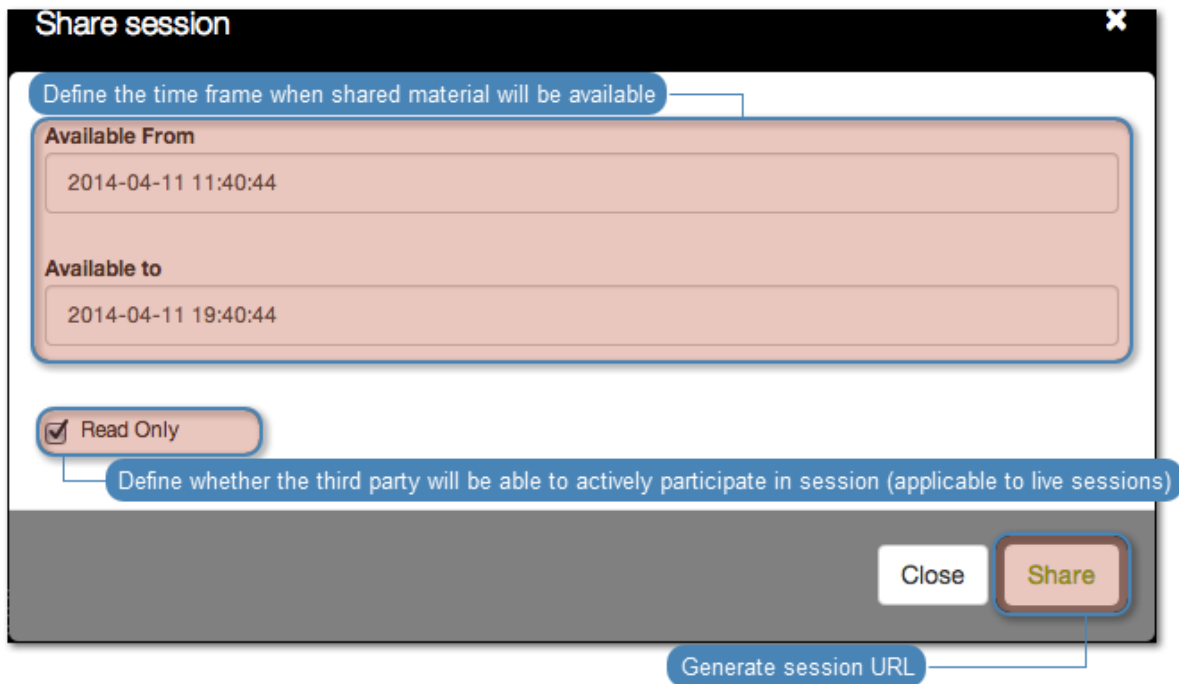 Share session
Define the time frame when shared material will be available
Available From
2014-04-11 11:40:44
Available to
2014-04-11 19:40:44
Read Only
Define whether the third party will be able to actively participate in session (applicable to live sessions)
Close Share
Generate session URL